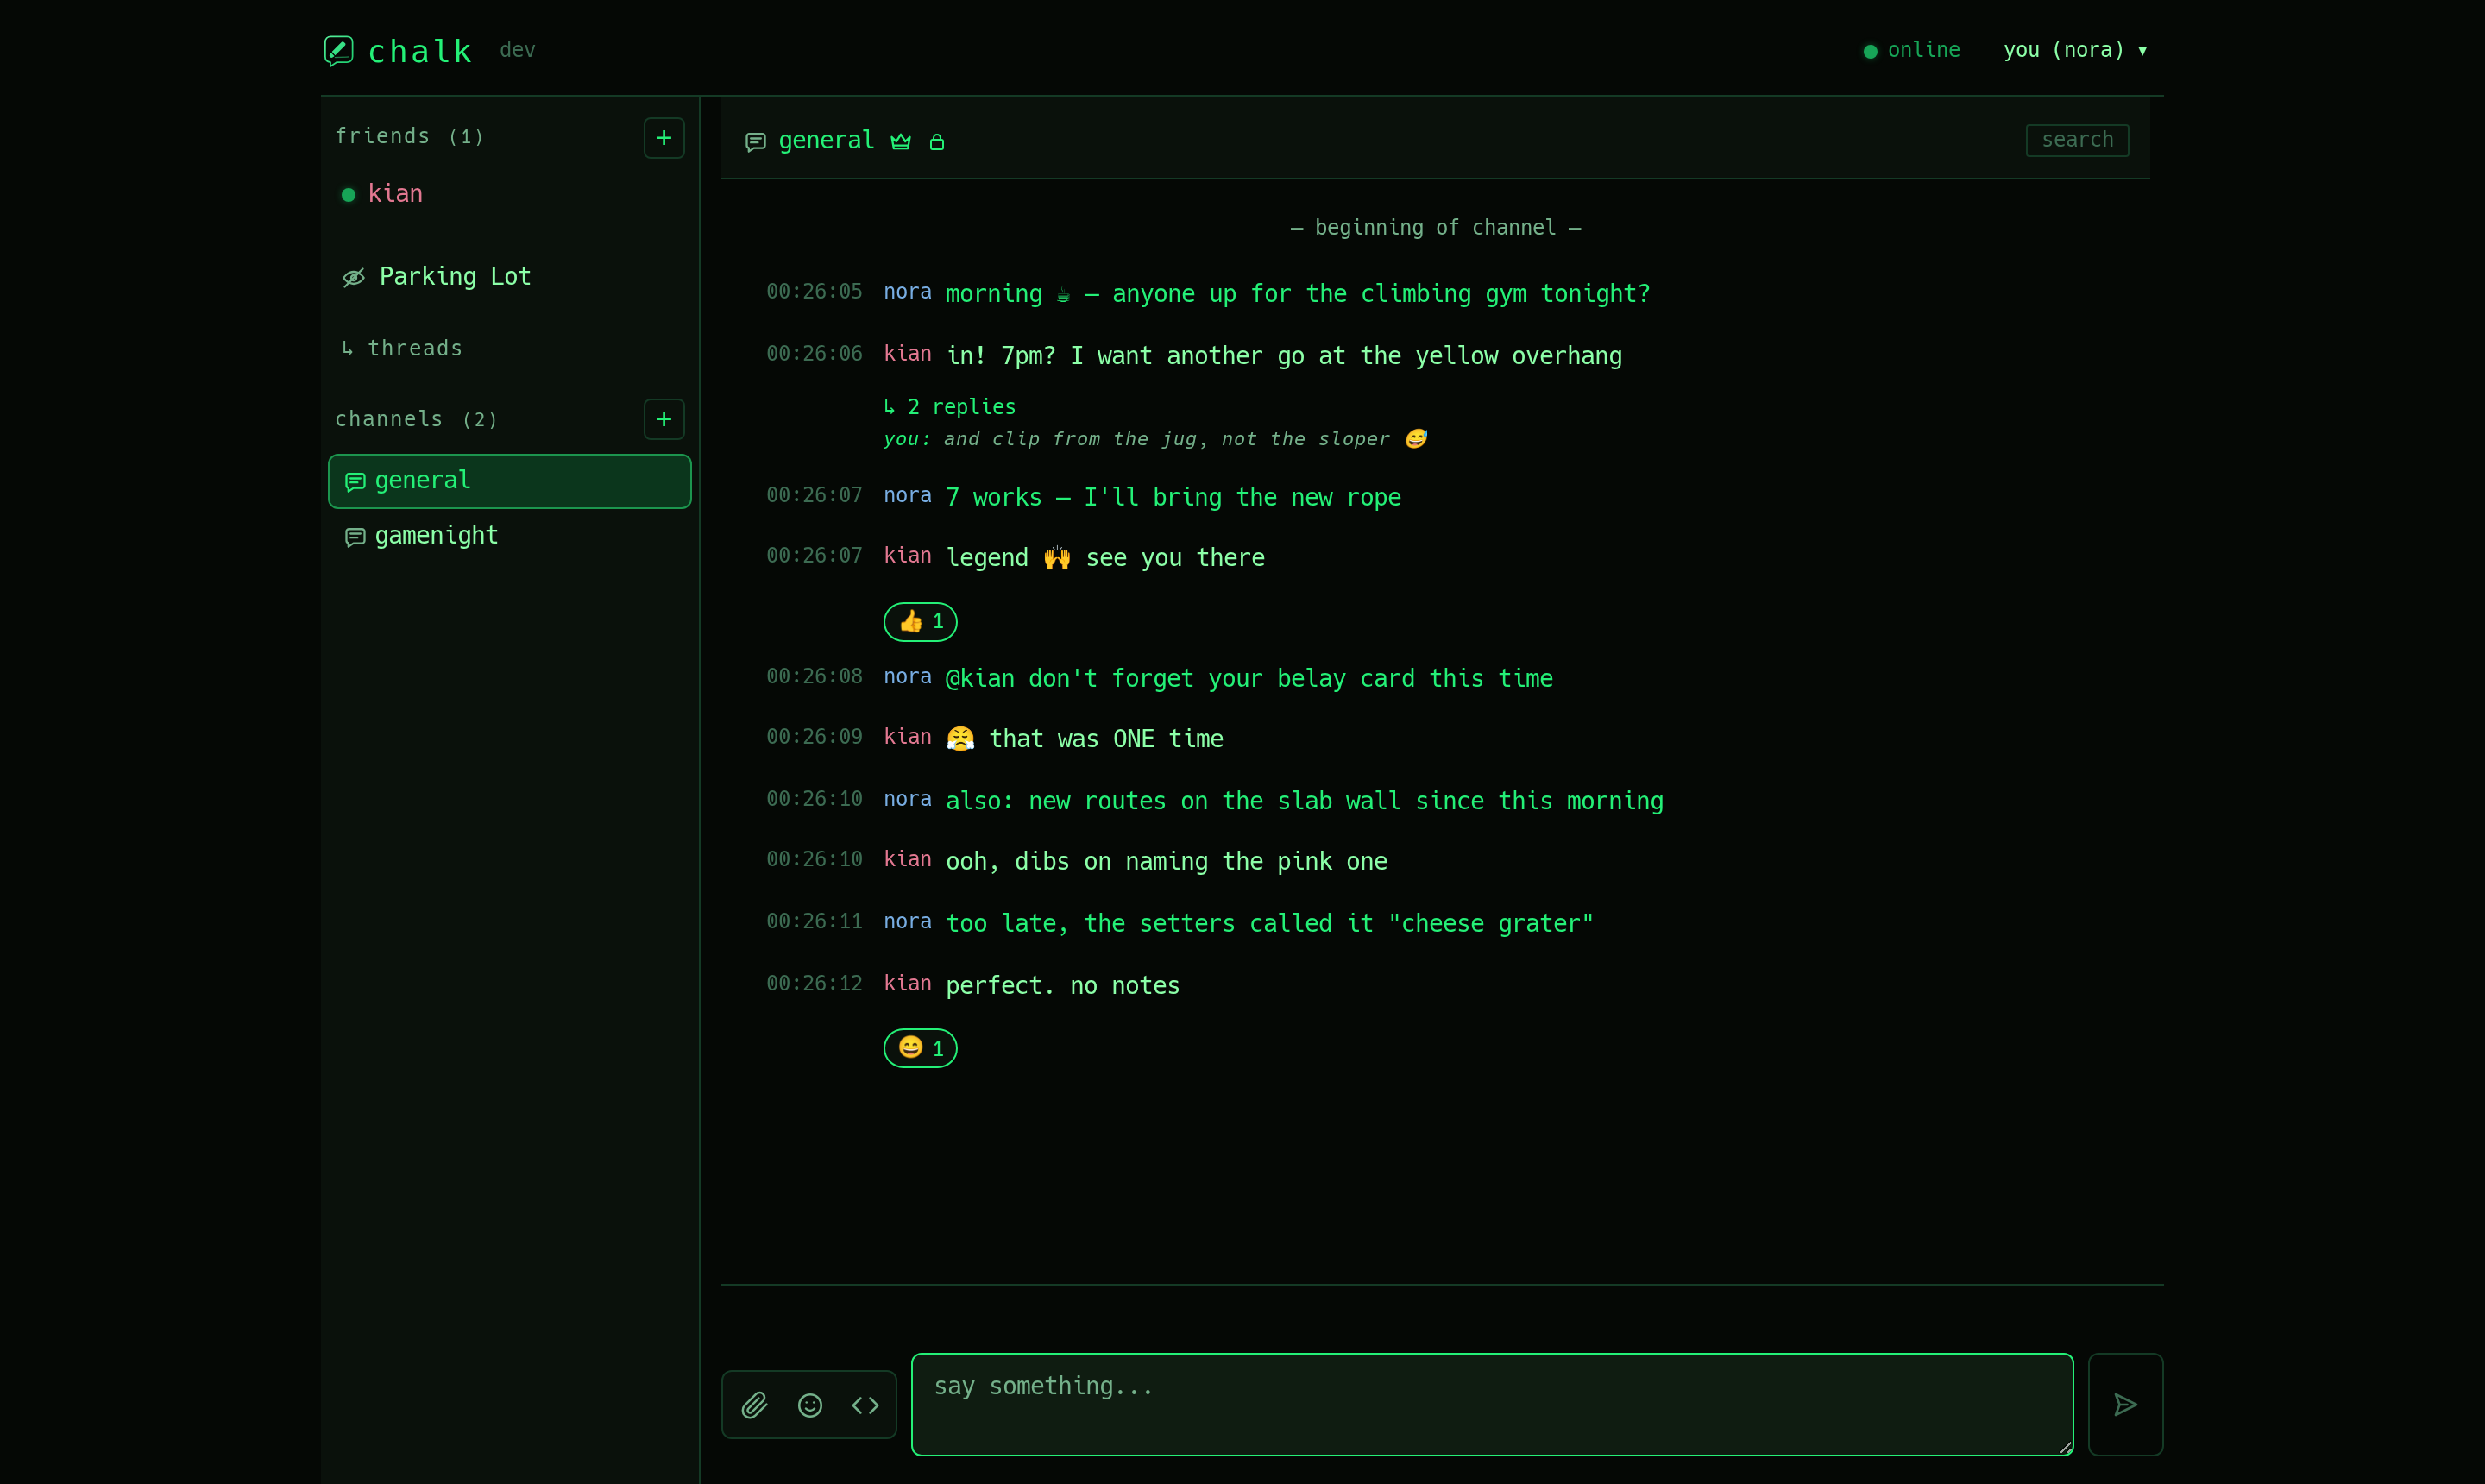 chalk dev
online you (nora) ▾
friends (1) +
kian
Parking Lot
↳ threads
channels (2) +
general
gamenight
general
search
— beginning of channel —
00:26:05 nora morning ☕ — anyone up for the climbing gym tonight?
00:26:06 kian in! 7pm? I want another go at the yellow overhang
↳ 2 replies
you: and clip from the jug, not the sloper 😅
00:26:07 nora 7 works — I'll bring the new rope
00:26:07 kian legend 🙌 see you there
👍 1
00:26:08 nora @kian don't forget your belay card this time
00:26:09 kian 😤 that was ONE time
00:26:10 nora also: new routes on the slab wall since this morning
00:26:10 kian ooh, dibs on naming the pink one
00:26:11 nora too late, the setters called it "cheese grater"
00:26:12 kian perfect. no notes
😄 1
say something...